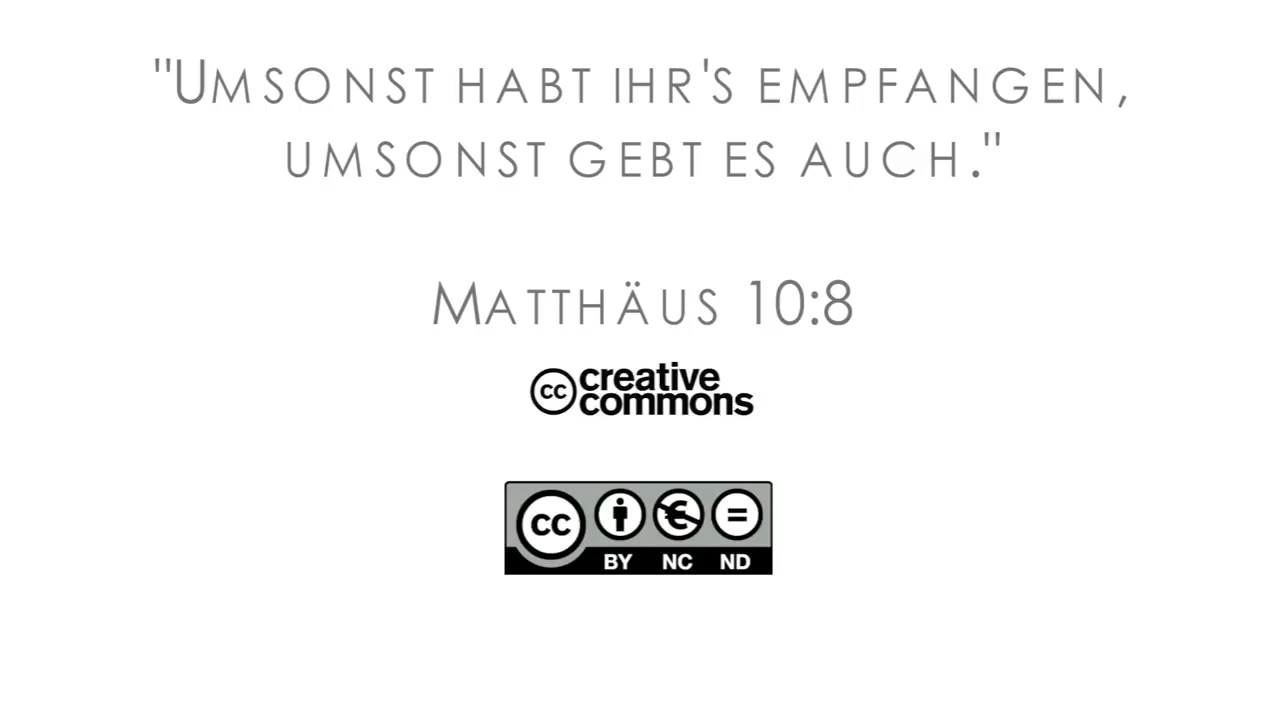 "UMSONST HABT IHR'S EMPFANGEN,
UMSONST GEBT ES AUCH."
MATTHÄUS 10:8
cc creative
commons
cc BY NC ND